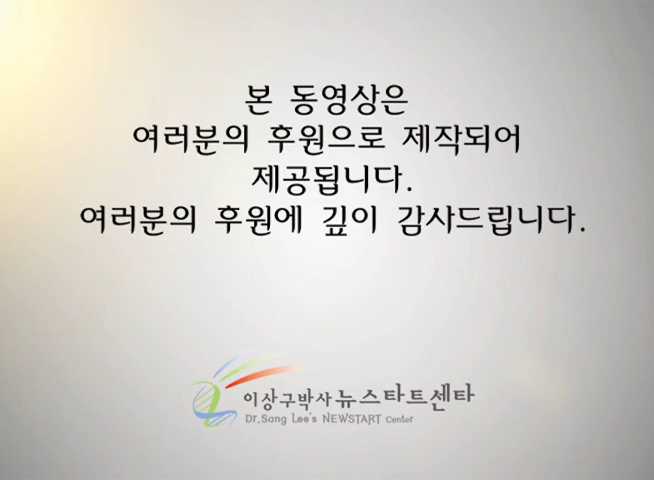 본 동영상은
여러분의 후원으로 제작되어
제공됩니다.
여러분의 후원에 깊이 감사드립니다.
이상구박사 뉴스타트센타
Dr.Sang Lee's NEWSTART Center